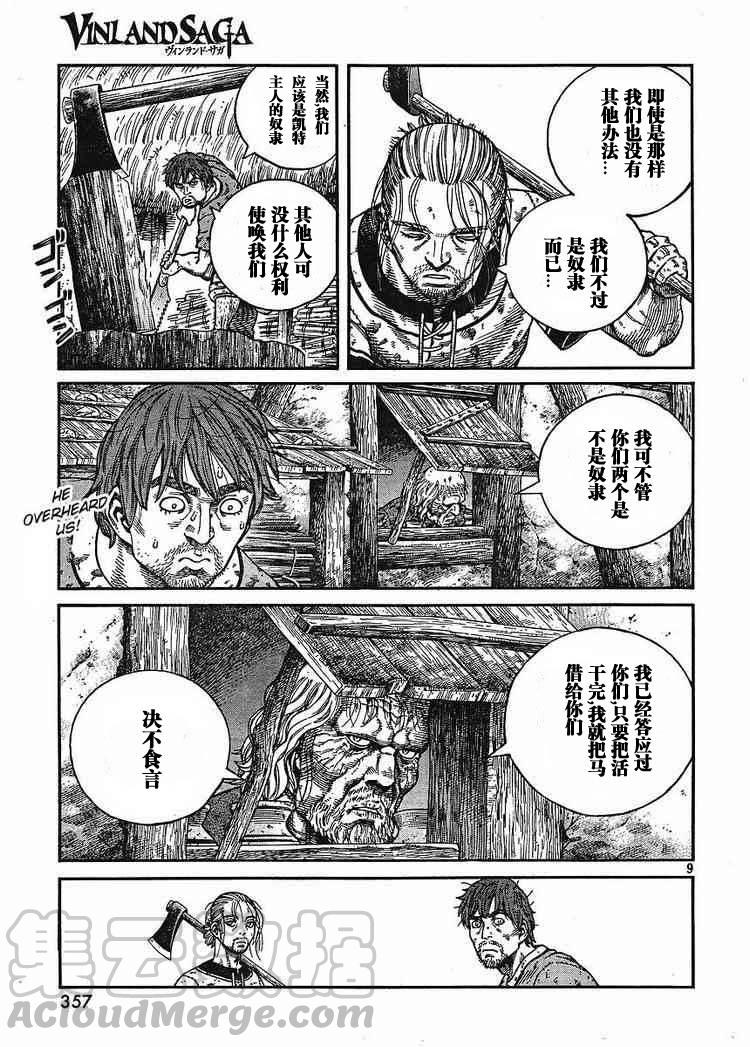 VINLAND SAGA
ヴィンランド・サガ
即使是那样
我们也没有
其他办法…
我们不过
是奴隶
而已…
当然,我们
应该是凯特
主人的奴隶
其他人可
没什么权利
使唤我们
ゴン
ゴン
我可不管
你们两个是
不是奴隶
HE
OVERHEARD
US!
我已经答应过
你们,只要把活
干完,我就把马
借给你们
决不食言
9
集云数据
357
AcloudMerge.com